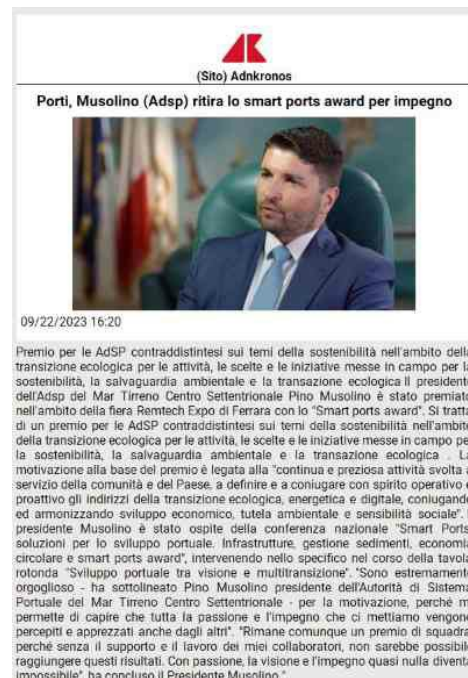 (Sito) Adnkronos
Porti, Musolino (Adsp) ritira lo smart ports award per impegno
09/22/2023 16:20
Premio per le AdSP contraddistintesi sui temi della sostenibilità nell'ambito della
transizione ecologica per le attività, le scelte e le iniziative messe in campo per la
sostenibilità, la salvaguardia ambientale e la transazione ecologica Il presidente
dell'Adsp del Mar Tirreno Centro Settentrionale Pino Musolino è stato premiato
nell'ambito della fiera Remtech Expo di Ferrara con lo "Smart ports award". Si tratta
di un premio per le AdSP contraddistintesi sui temi della sostenibilità nell'ambito
della transizione ecologica per le attività, le scelte e le iniziative messe in campo per
la sostenibilità, la salvaguardia ambientale e la transazione ecologica . La
motivazione alla base del premio è legata alla "continua e preziosa attività svolta a
servizio della comunità e del Paese, a definire e a coniugare con spirito operativo e
proattivo gli indirizzi della transizione ecologica, energetica e digitale, coniugando
ed armonizzando sviluppo economico, tutela ambientale e sensibilità sociale".
presidente Musolino è stato ospite della conferenza nazionale "Smart Ports:
soluzioni per lo sviluppo portuale. Infrastrutture, gestione sedimenti, economia
circolare e smart ports award", intervenendo nello specifico nel corso della tavola
rotonda "Sviluppo portuale tra visione e multitransizione". "Sono estremamente
orgoglioso - ha sottolineato Pino Musolino presidente dell'Autorità di Sistema
Portuale del Mar Tirreno Centro Settentrionale - per la motivazione, perché mi
permette di capire che tutta la passione e l'impegno che ci mettiamo vengono
percepiti e apprezzati anche dagli altri". "Rimane comunque un premio di squadra,
perché senza il supporto e il lavoro dei miei collaboratori, non sarebbe possibile
raggiungere questi risultati. Con passione, la visione e l'impegno quasi nulla diventa
impossibile", ha concluso il Presidente Musolino."